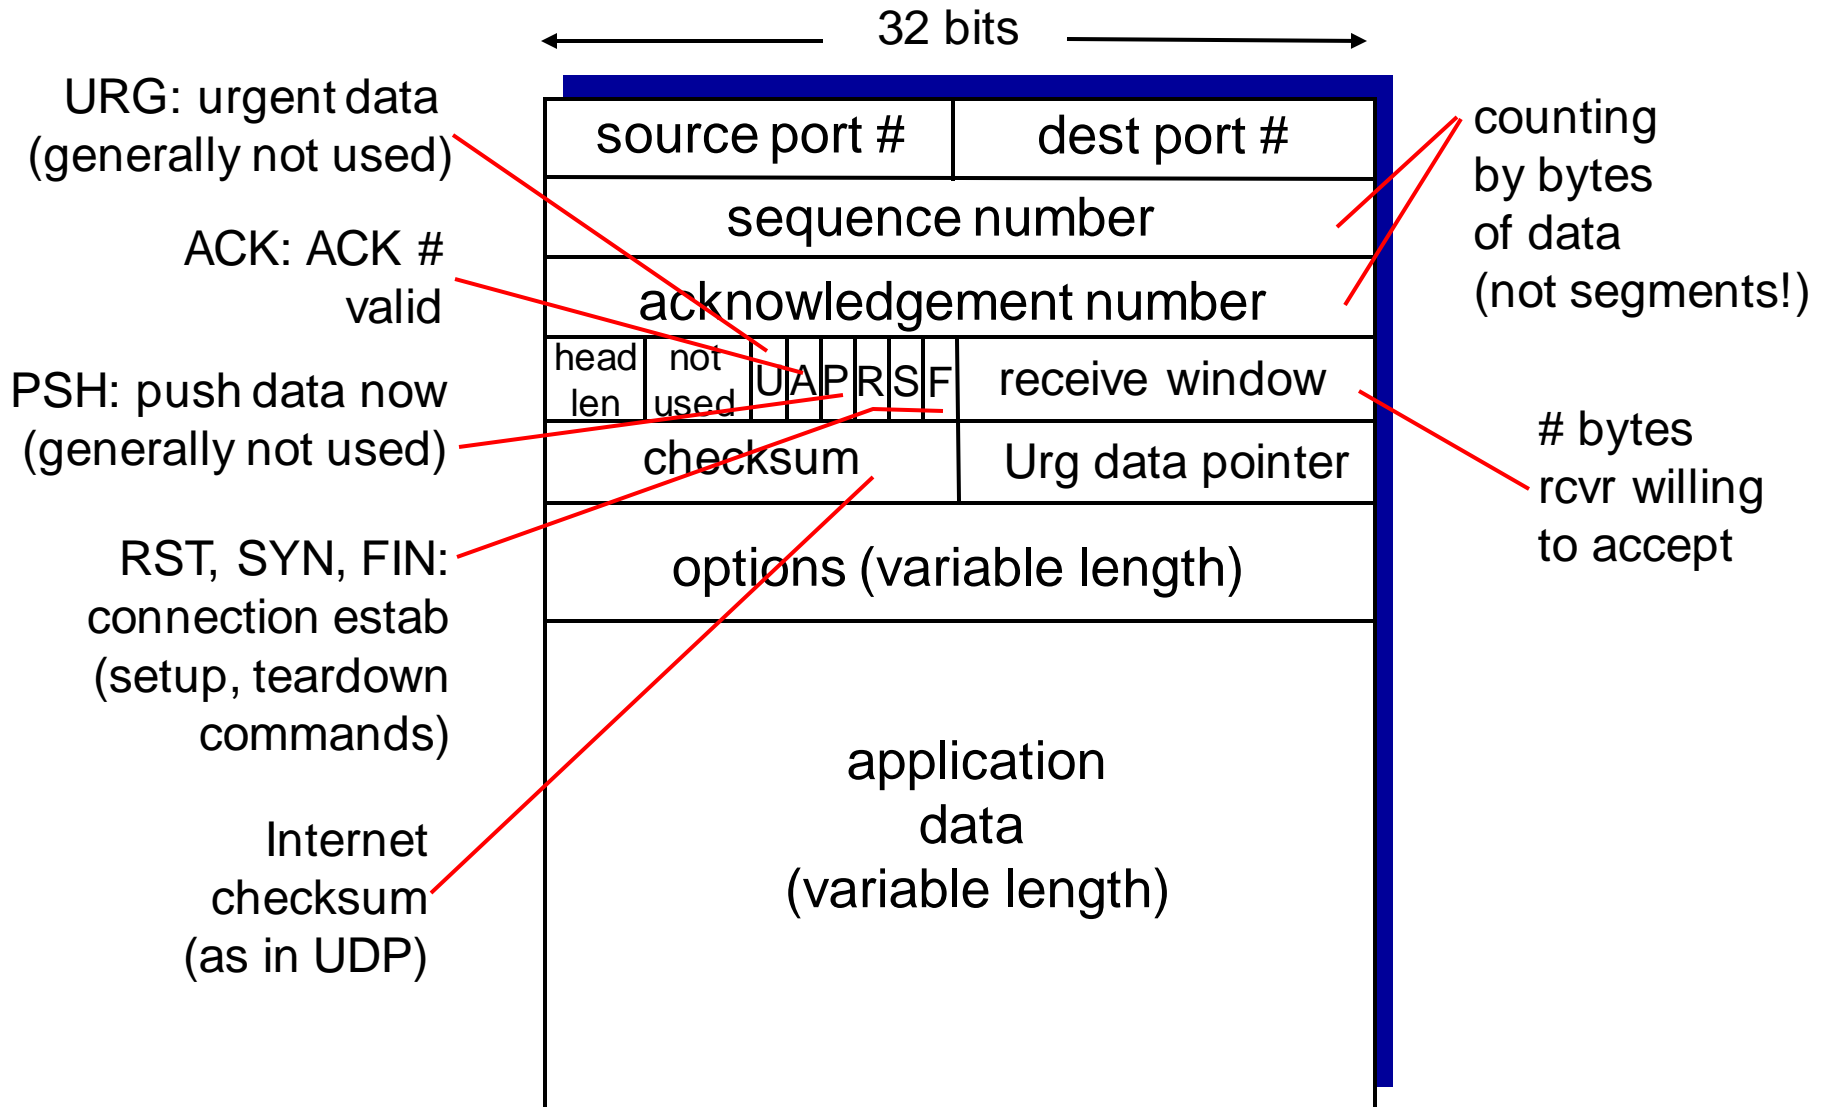 32 bits
URG: urgent data
(generally not used)
ACK: ACK #
valid
PSH: push data now
(generally not used)
RST, SYN, FIN:
connection estab
(setup, teardown
commands)
Internet
checksum
(as in UDP)
source port #
dest port #
sequence number
acknowledgement number
head
len
not
used
U
A
P
R
S
F
receive window
checksum
Urg data pointer
options (variable length)
application
data
(variable length)
counting
by bytes
of data
(not segments!)
# bytes
rcvr willing
to accept